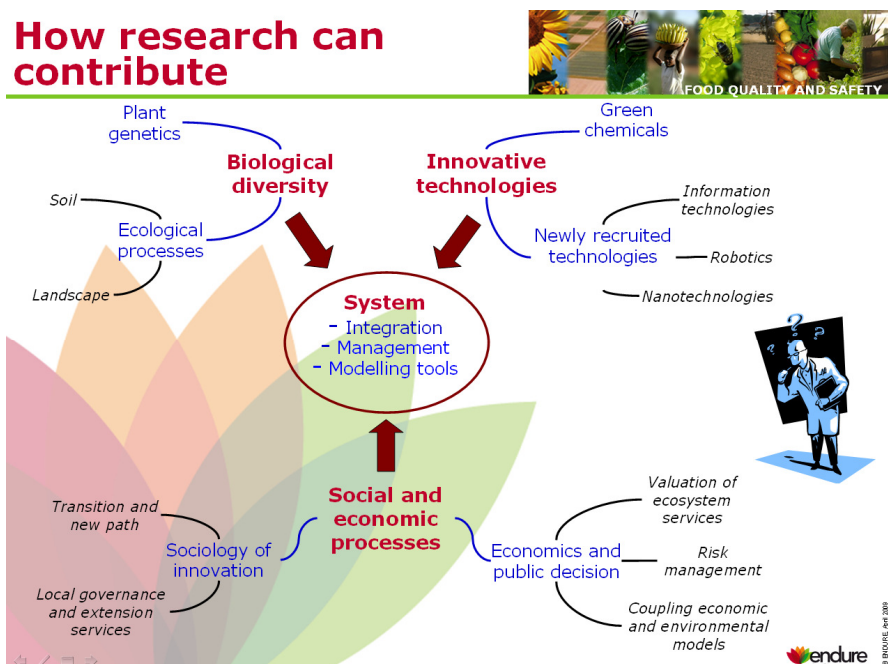 How research can
contribute
FOOD QUALITY AND SAFETY
Plant
genetics
Green
chemicals
Biological
diversity
Innovative
technologies
Soil
Information
technologies
Ecological
processes
Newly recruited
technologies
Robotics
Landscape
Nanotechnologies
System
- Integration
- Management
- Modelling tools
? ? ?
Social and
economic
processes
Valuation of
ecosystem
services
Transition and
new path
Sociology of
innovation
Economics and
public decision
Risk
management
Local governance
and extension
services
Coupling economic
and environmental
models
endure
© ENDURE, April 2009